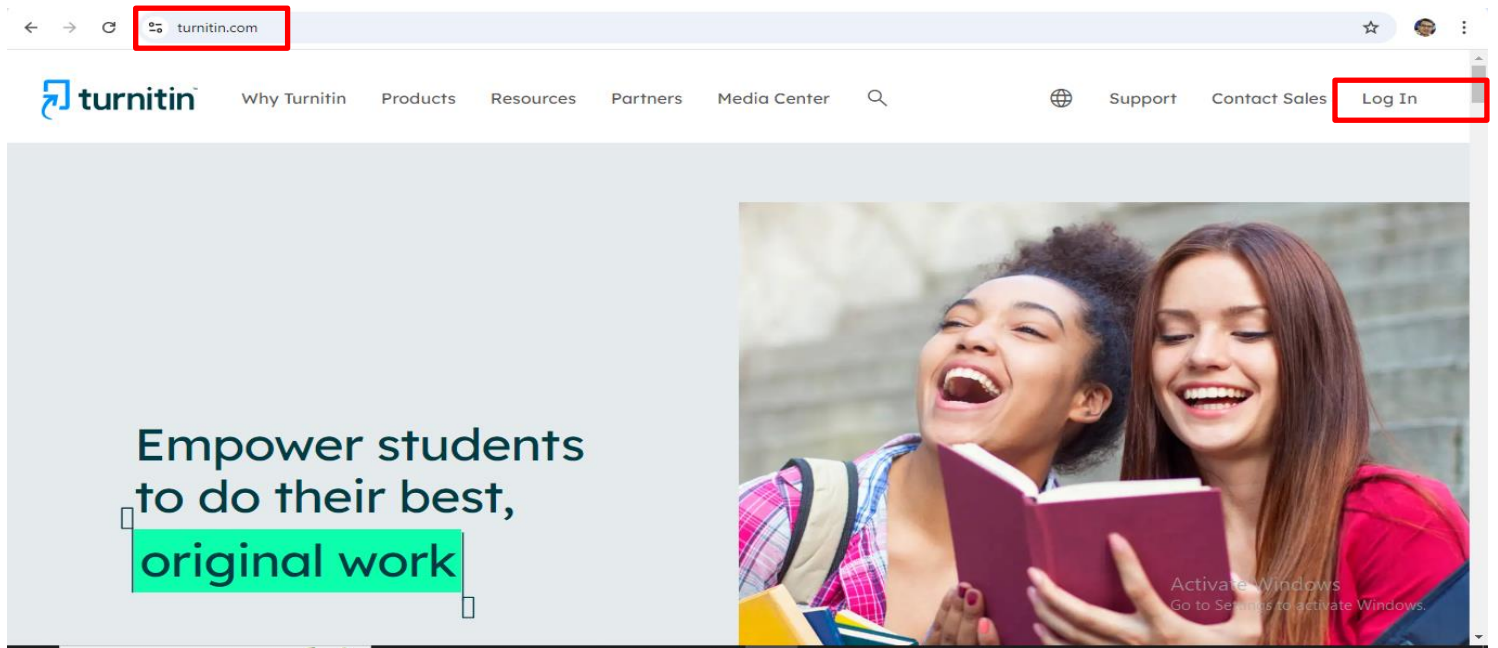 turnitin.com
turnitin Why Turnitin Products Resources Partners Media Center Support Contact Sales Log In
Empower students
to do their best,
original work
Activate Windows
Go to Settings to activate Windows.